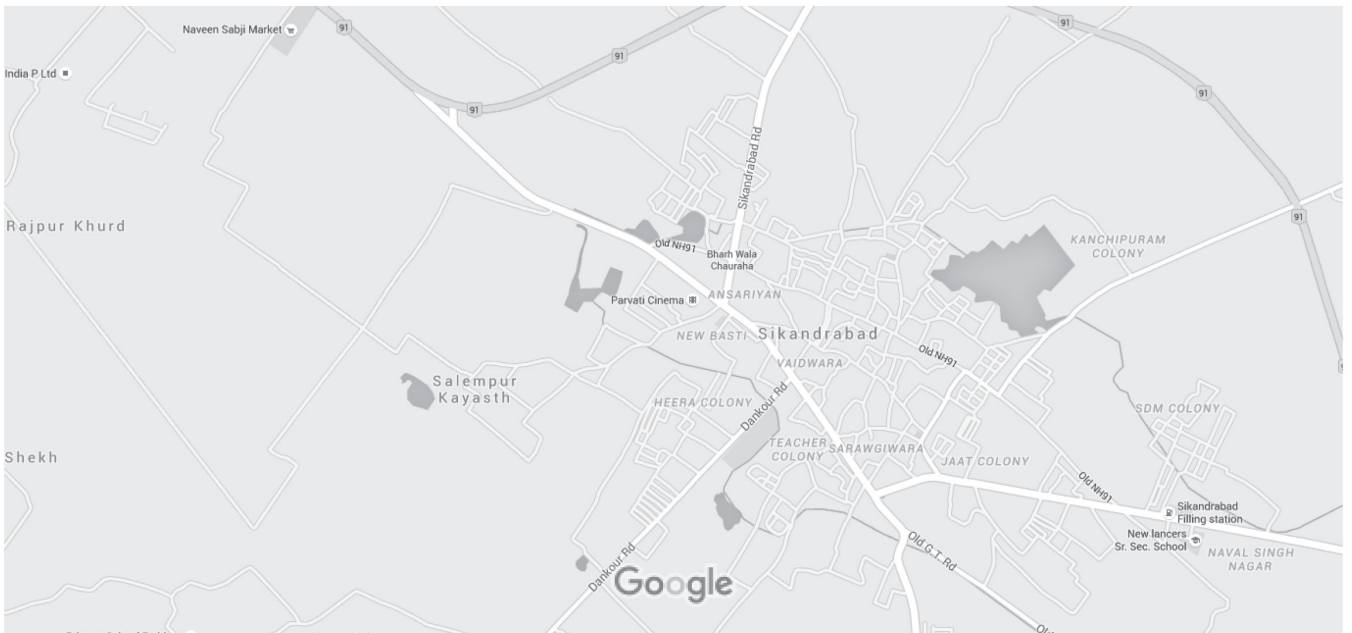 91
91
Naveen Sabji Market
91
India P Ltd
91
91
Sikandrabad Rd
91
Rajpur Khurd
KANCHIPURAM
COLONY
Old NH91
Bharh Wala
Chauraha
Parvati Cinema
ANSARIYAN
NEW BASTI
Sikandrabad
Old NH91
VAIDWARA
Salempur
Kayasth
HEERA COLONY
Dankour Rd
SDM COLONY
TEACHER
COLONY
SARAWGIWARA
Shekh
JAAT COLONY
Old NH91
Sikandrabad
Filling station
New lancers
Sr. Sec. School
Old G.T. Rd
NAVAL SINGH
NAGAR
Dankour Rd
Google